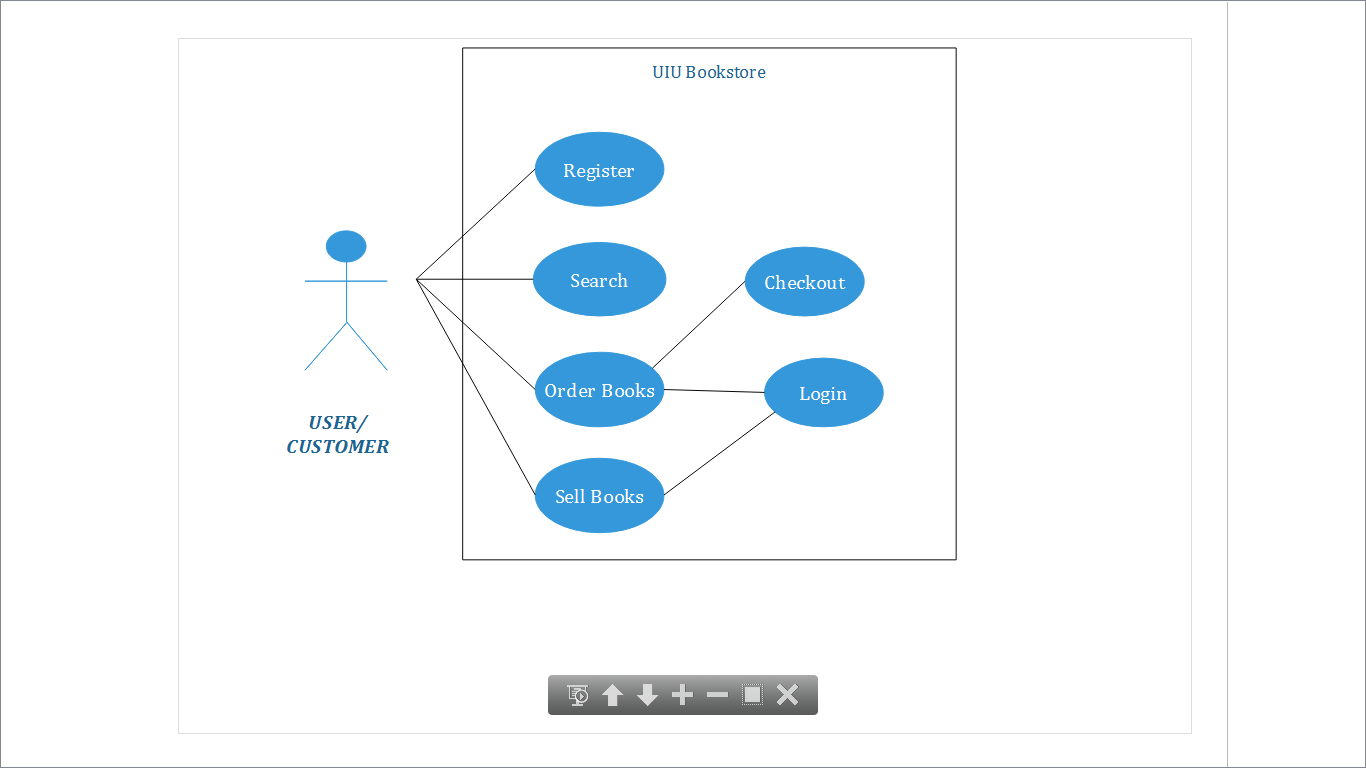 UIU Bookstore
Register
Search
Checkout
Order Books
Login
USER/
CUSTOMER
Sell Books